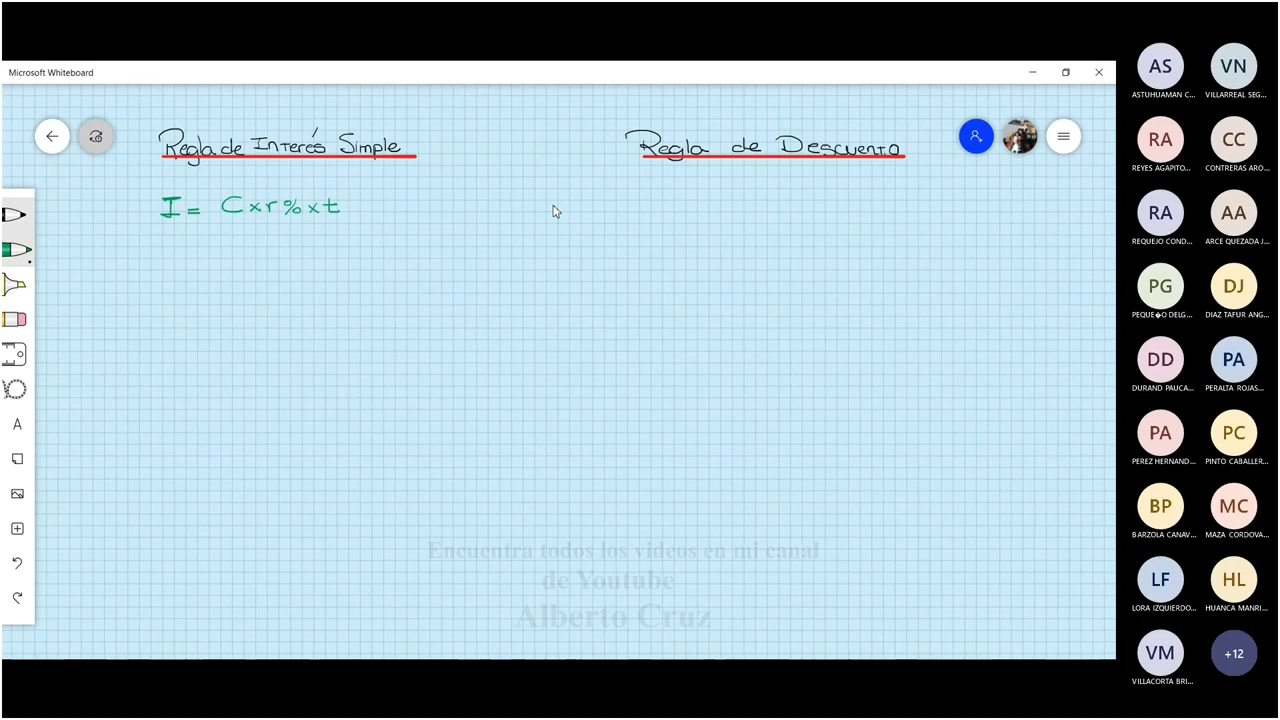 Microsoft Whiteboard
Regla de Interés Simple
Regla de Descuento
I = C x r % x t
A
Encuentra todos los videos en mi canal
de Youtube
Alberto Cruz
AS
VN
ASTUHUAMAN C...
VILLARREAL SEG...
RA
CC
REYES AGAPITO...
CONTRERAS ARO...
RA
AA
REQUEJO COND...
ARCE QUEZADA J...
PG
DJ
PEQUE�O DELG...
DIAZ TAFUR ANG...
DD
PA
DURAND PAUCA...
PERALTA ROJAS...
PA
PC
PEREZ HERNAND...
PINTO CABALLER...
BP
MC
BARZOLA CANAV...
MAZA CORDOVA...
LF
HL
LORA IZQUIERDO...
HUANCA MANRI...
VM
+12
VILLACORTA BRI...